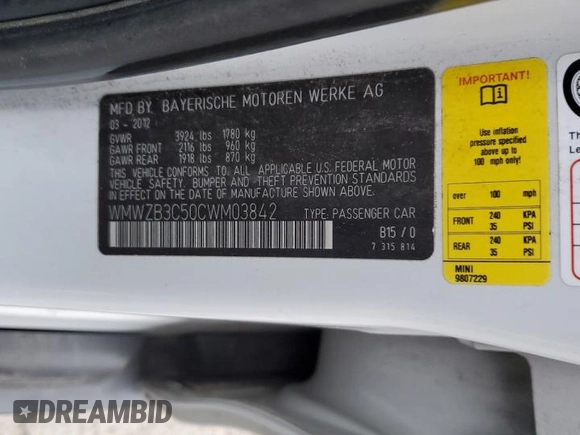 MFD BY BAYERISCHE MOTOREN WERKE AG
03 - 2012
GVWR 3924 lbs 1780 kg
GAWR FRONT 2116 lbs 960 kg
GAWR REAR 1918 lbs 870 kg
THIS VEHICLE CONFORMS TO ALL APPLICABLE U.S FEDERAL MOTOR
VEHICLE SAFETY, BUMPER AND THEFT PREVENTION STANDARDS
IN EFFECT ON THE DATE OF MANUFACTURE SHOWN ABOVE.
WMWZB3C50CWM03842 TYPE: PASSENGER CAR
B15 / 0
7 315 814
IMPORTANT!
Use inflation
pressure
specified
above up to
100 mph only!
over 100 mph
FRONT 240 KPA
35 PSI
REAR 240 KPA
35 PSI
MINI
9807229
The
Le
DREAMBID
DREAMBID.COM